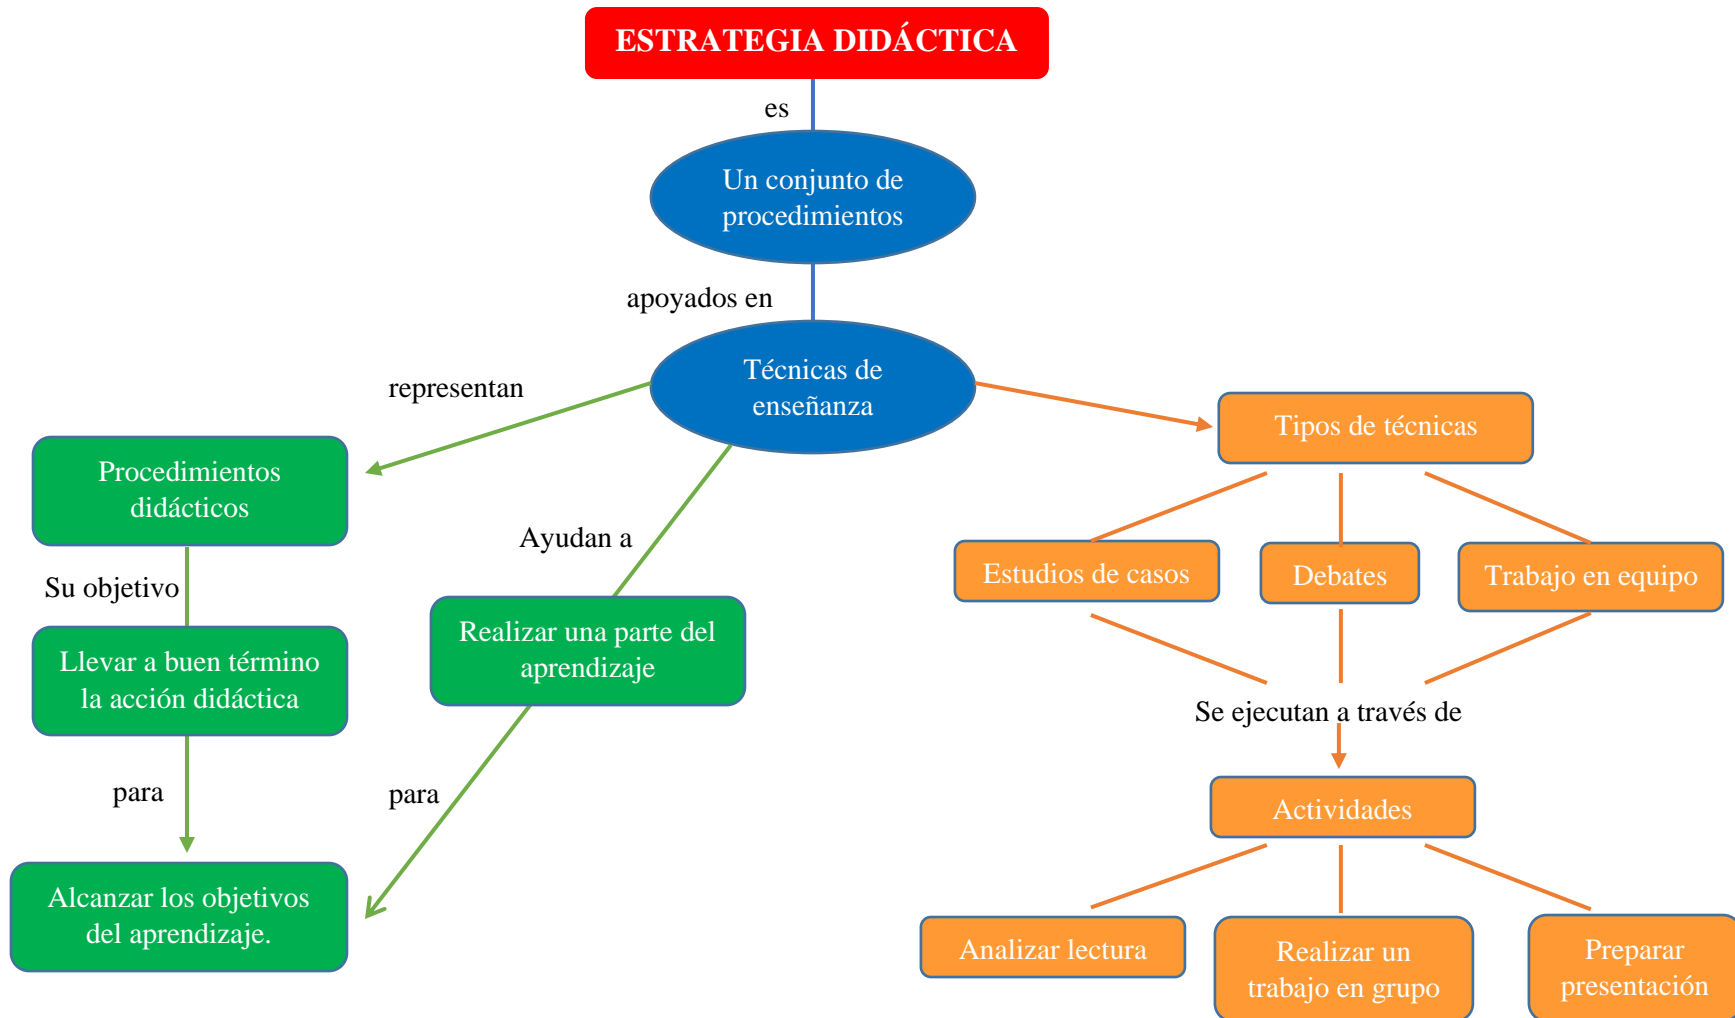 ESTRATEGIA DIDÁCTICA
es
Un conjunto de
procedimientos
apoyados en
Técnicas de
enseñanza
representan
Procedimientos
didácticos
Su objetivo
Llevar a buen término
la acción didáctica
para
Alcanzar los objetivos
del aprendizaje.
Ayudan a
Realizar una parte del
aprendizaje
para
Tipos de técnicas
Estudios de casos
Debates
Trabajo en equipo
Se ejecutan a través de
Actividades
Analizar lectura
Realizar un
trabajo en grupo
Preparar
presentación